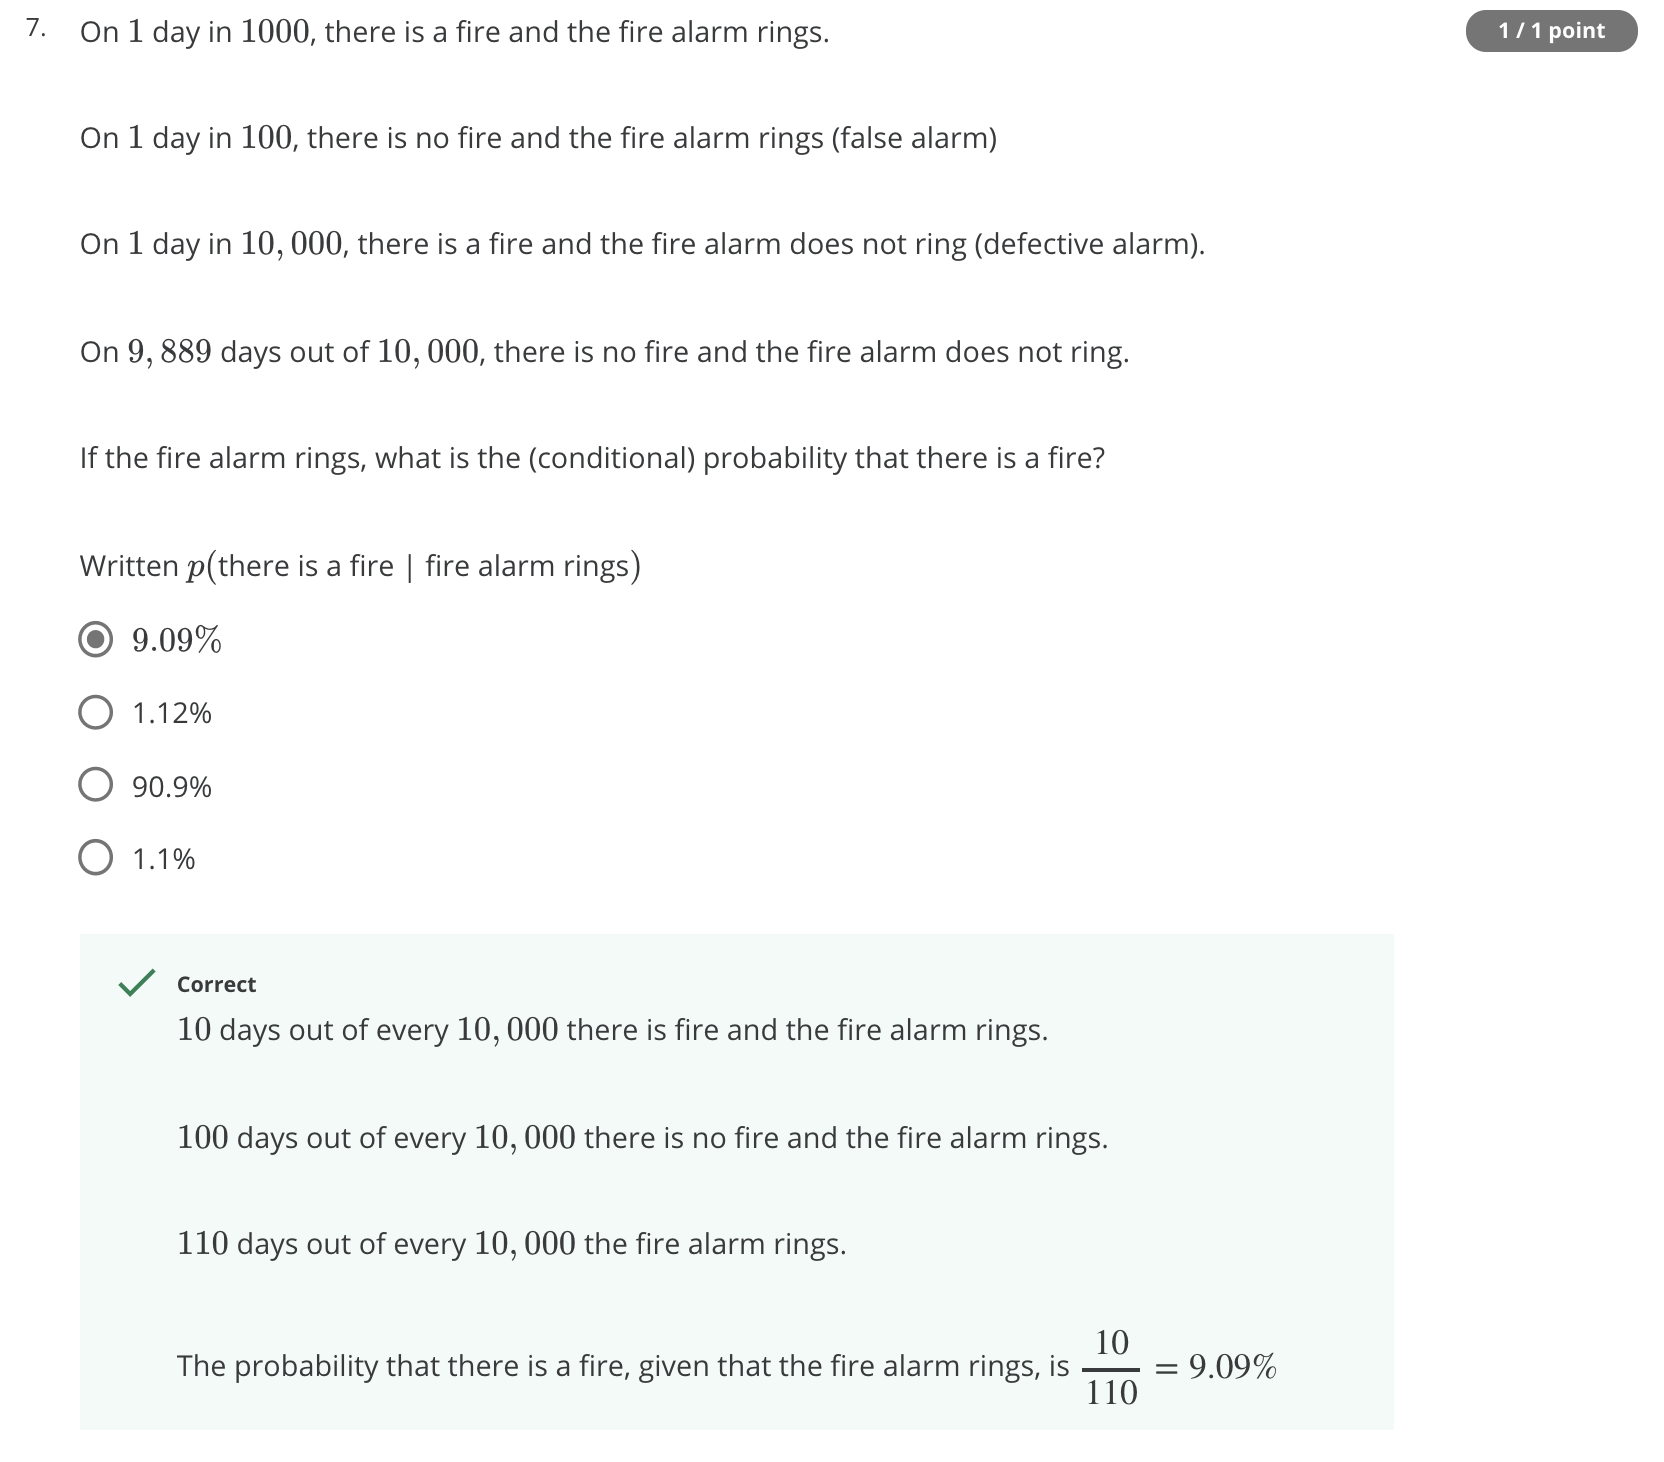 7. On 1 day in 1000, there is a fire and the fire alarm rings.
1 / 1 point
On 1 day in 100, there is no fire and the fire alarm rings (false alarm)
On 1 day in 10, 000, there is a fire and the fire alarm does not ring (defective alarm).
On 9, 889 days out of 10, 000, there is no fire and the fire alarm does not ring.
If the fire alarm rings, what is the (conditional) probability that there is a fire?
Written p(there is a fire | fire alarm rings)
9.09%
1.12%
90.9%
1.1%
Correct
10 days out of every 10, 000 there is fire and the fire alarm rings.
100 days out of every 10, 000 there is no fire and the fire alarm rings.
110 days out of every 10, 000 the fire alarm rings.
The probability that there is a fire, given that the fire alarm rings, is 10/110 = 9.09%